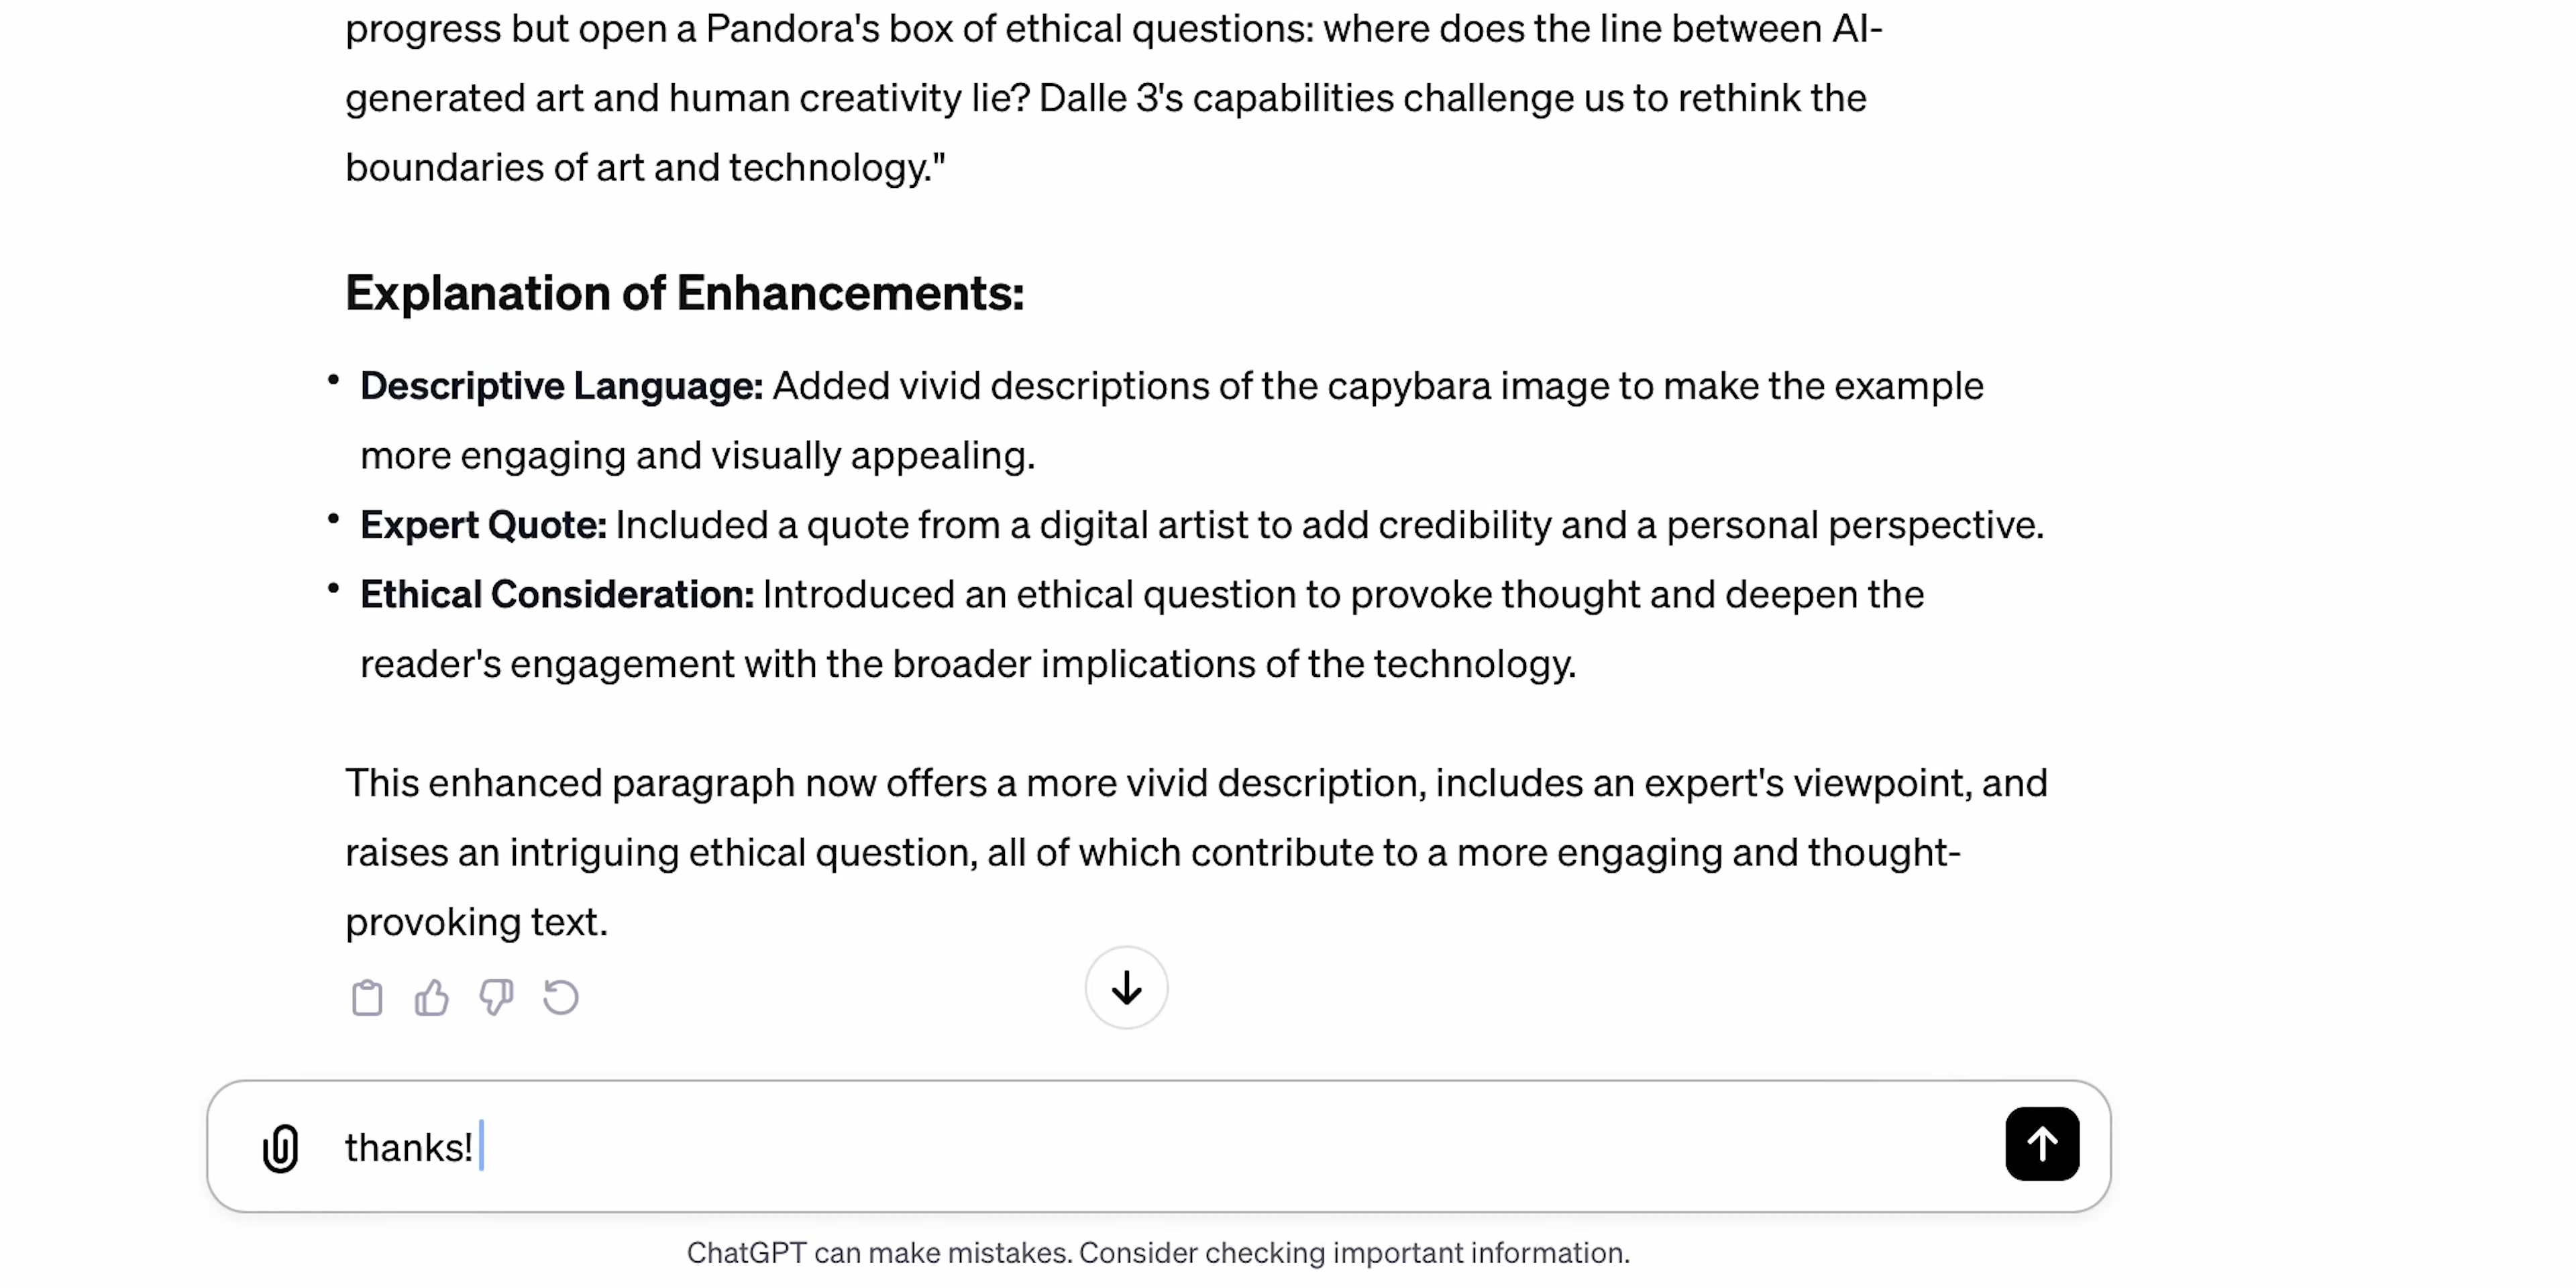 progress but open a Pandora's box of ethical questions: where does the line between AI-
generated art and human creativity lie? Dalle 3's capabilities challenge us to rethink the
boundaries of art and technology."
Explanation of Enhancements:
• Descriptive Language: Added vivid descriptions of the capybara image to make the example
more engaging and visually appealing.
• Expert Quote: Included a quote from a digital artist to add credibility and a personal perspective.
• Ethical Consideration: Introduced an ethical question to provoke thought and deepen the
reader's engagement with the broader implications of the technology.
This enhanced paragraph now offers a more vivid description, includes an expert's viewpoint, and
raises an intriguing ethical question, all of which contribute to a more engaging and thought-
provoking text.
thanks!
ChatGPT can make mistakes. Consider checking important information.